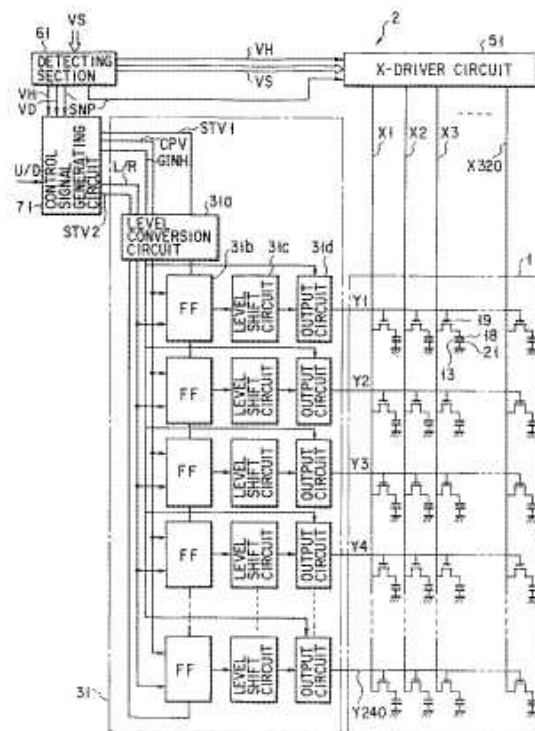 VS
61
DETECTING SECTION
VH
VS
2
51
X-DRIVER CIRCUIT
VH
VD
SNP
STV1
CPV
GINH
L/R
U/D
CONTROL SIGNAL GENERATING CIRCUIT
71
STV2
31a
LEVEL CONVERSION CIRCUIT
X1
X2
X3
X320
1
31b
31c
31d
FF
LEVEL SHIFT CIRCUIT
OUTPUT CIRCUIT
Y1
19
18
13
21
FF
LEVEL SHIFT CIRCUIT
OUTPUT CIRCUIT
Y2
FF
LEVEL SHIFT CIRCUIT
OUTPUT CIRCUIT
Y3
FF
LEVEL SHIFT CIRCUIT
OUTPUT CIRCUIT
Y4
FF
LEVEL SHIFT CIRCUIT
OUTPUT CIRCUIT
31
Y240